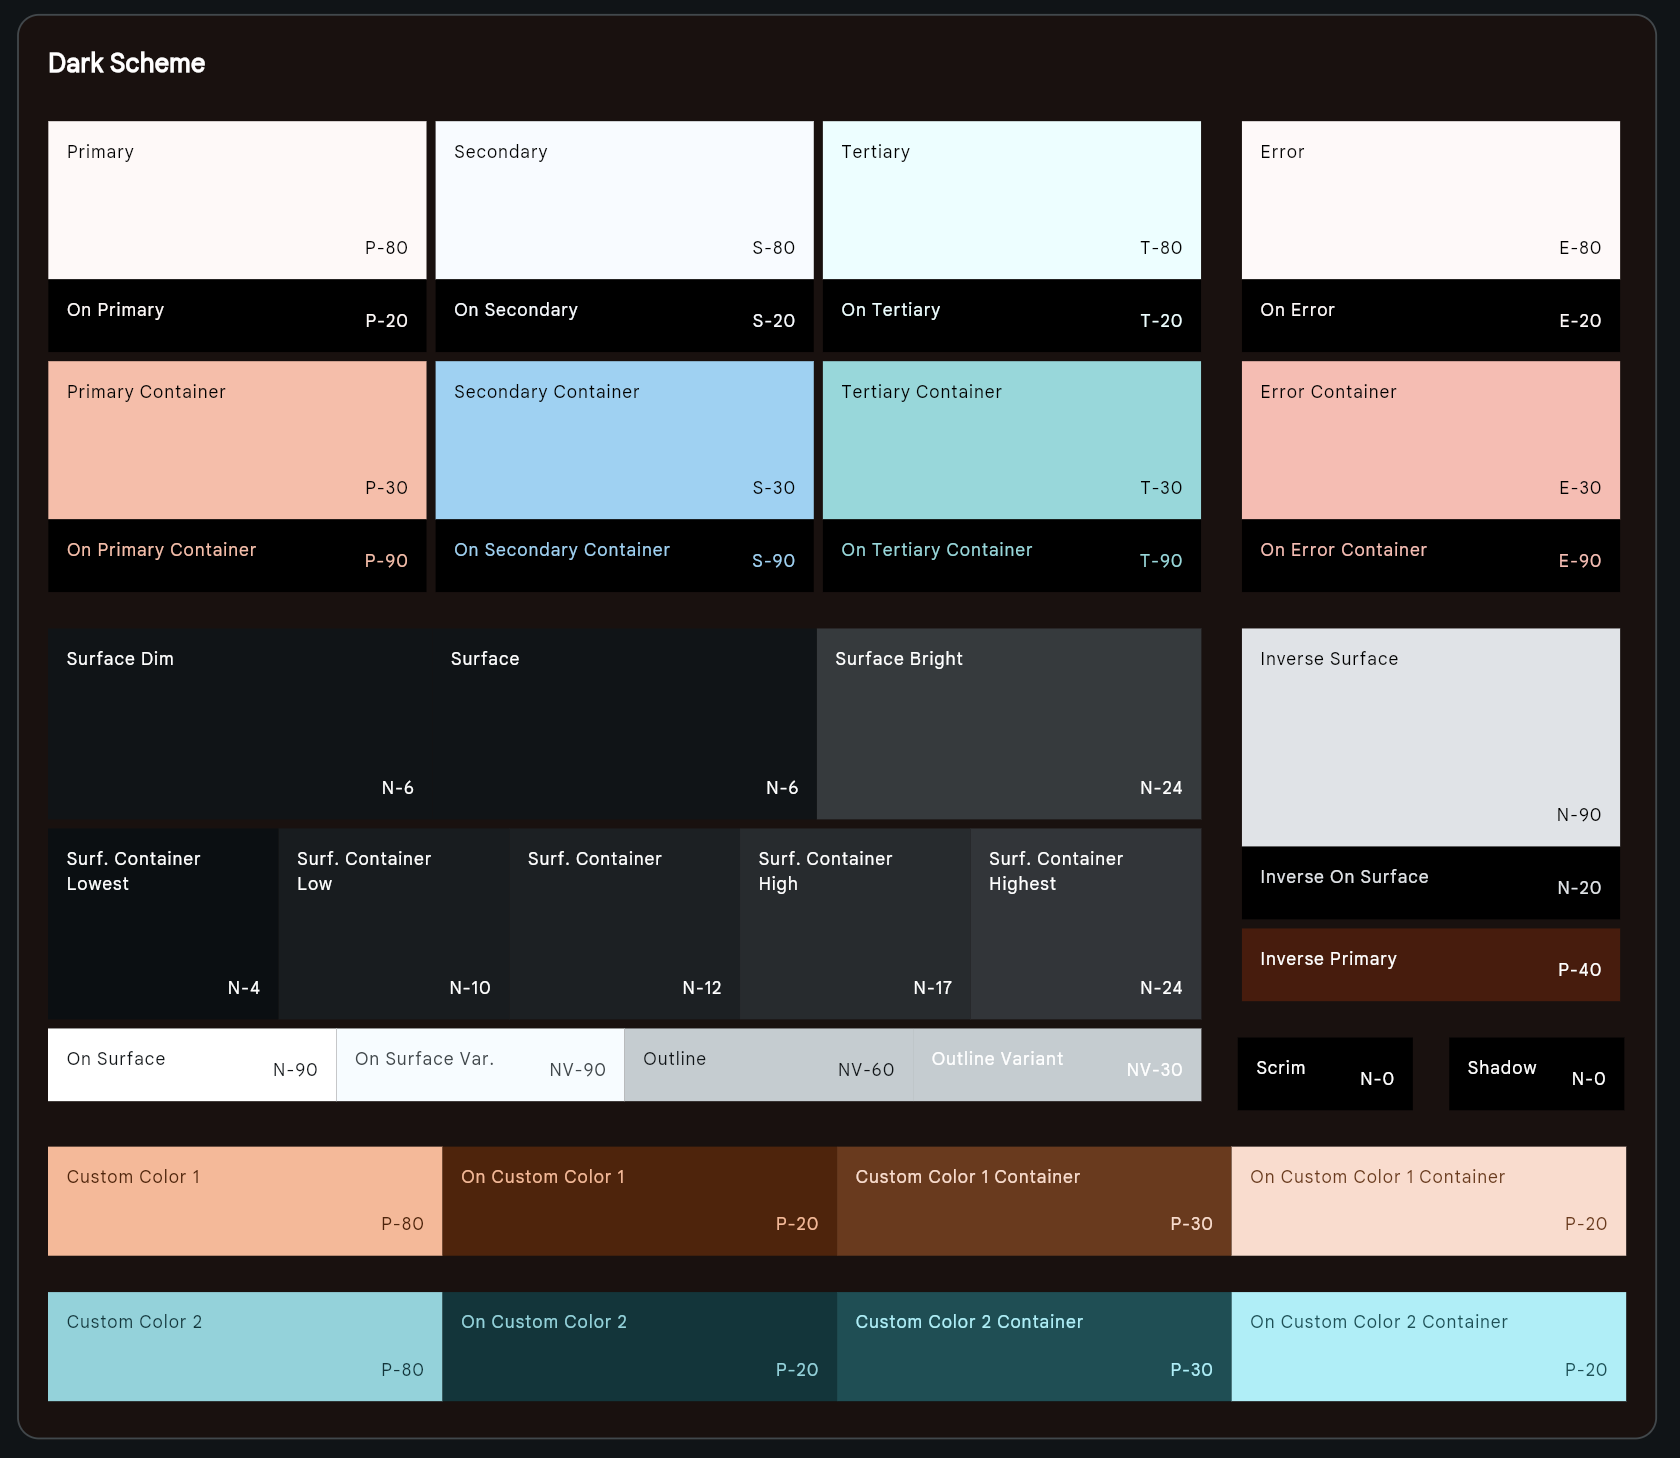 Dark Scheme
Primary
P-80
Secondary
S-80
Tertiary
T-80
Error
E-80
On Primary
P-20
On Secondary
S-20
On Tertiary
T-20
On Error
E-20
Primary Container
P-30
Secondary Container
S-30
Tertiary Container
T-30
Error Container
E-30
On Primary Container
P-90
On Secondary Container
S-90
On Tertiary Container
T-90
On Error Container
E-90
Surface Dim
N-6
Surface
N-6
Surface Bright
N-24
Inverse Surface
N-90
Surf. Container
Lowest
N-4
Surf. Container
Low
N-10
Surf. Container
N-12
Surf. Container
High
N-17
Surf. Container
Highest
N-24
Inverse On Surface
N-20
Inverse Primary
P-40
On Surface
N-90
On Surface Var.
NV-90
Outline
NV-60
Outline Variant
NV-30
Scrim
N-0
Shadow
N-0
Custom Color 1
P-80
On Custom Color 1
P-20
Custom Color 1 Container
P-30
On Custom Color 1 Container
P-20
Custom Color 2
P-80
On Custom Color 2
P-20
Custom Color 2 Container
P-30
On Custom Color 2 Container
P-20